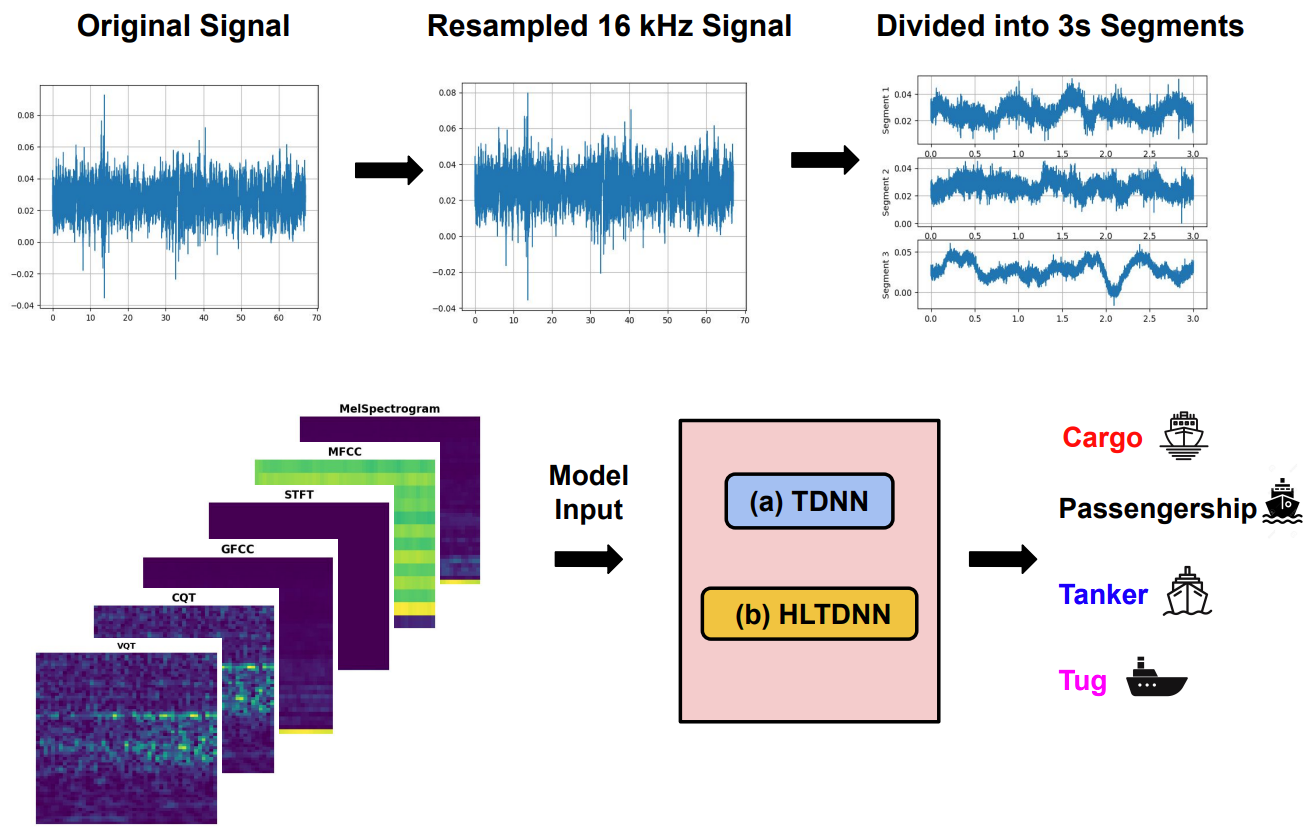 Original Signal
Resampled 16 kHz Signal
Divided into 3s Segments
0.08
0.06
0.04
0.02
0.00
−0.02
−0.04
0 10 20 30 40 50 60 70
0.08
0.06
0.04
0.02
0.00
−0.02
−0.04
0 10 20 30 40 50 60 70
Segment 1
0.04
0.02
0.0 0.5 1.0 1.5 2.0 2.5 3.0
Segment 2
0.04
0.02
0.00
0.0 0.5 1.0 1.5 2.0 2.5 3.0
Segment 3
0.05
0.00
0.0 0.5 1.0 1.5 2.0 2.5 3.0
MelSpectrogram
MFCC
STFT
GFCC
CQT
VQT
Model
Input
(a) TDNN
(b) HLTDNN
Cargo
Passengership
Tanker
Tug